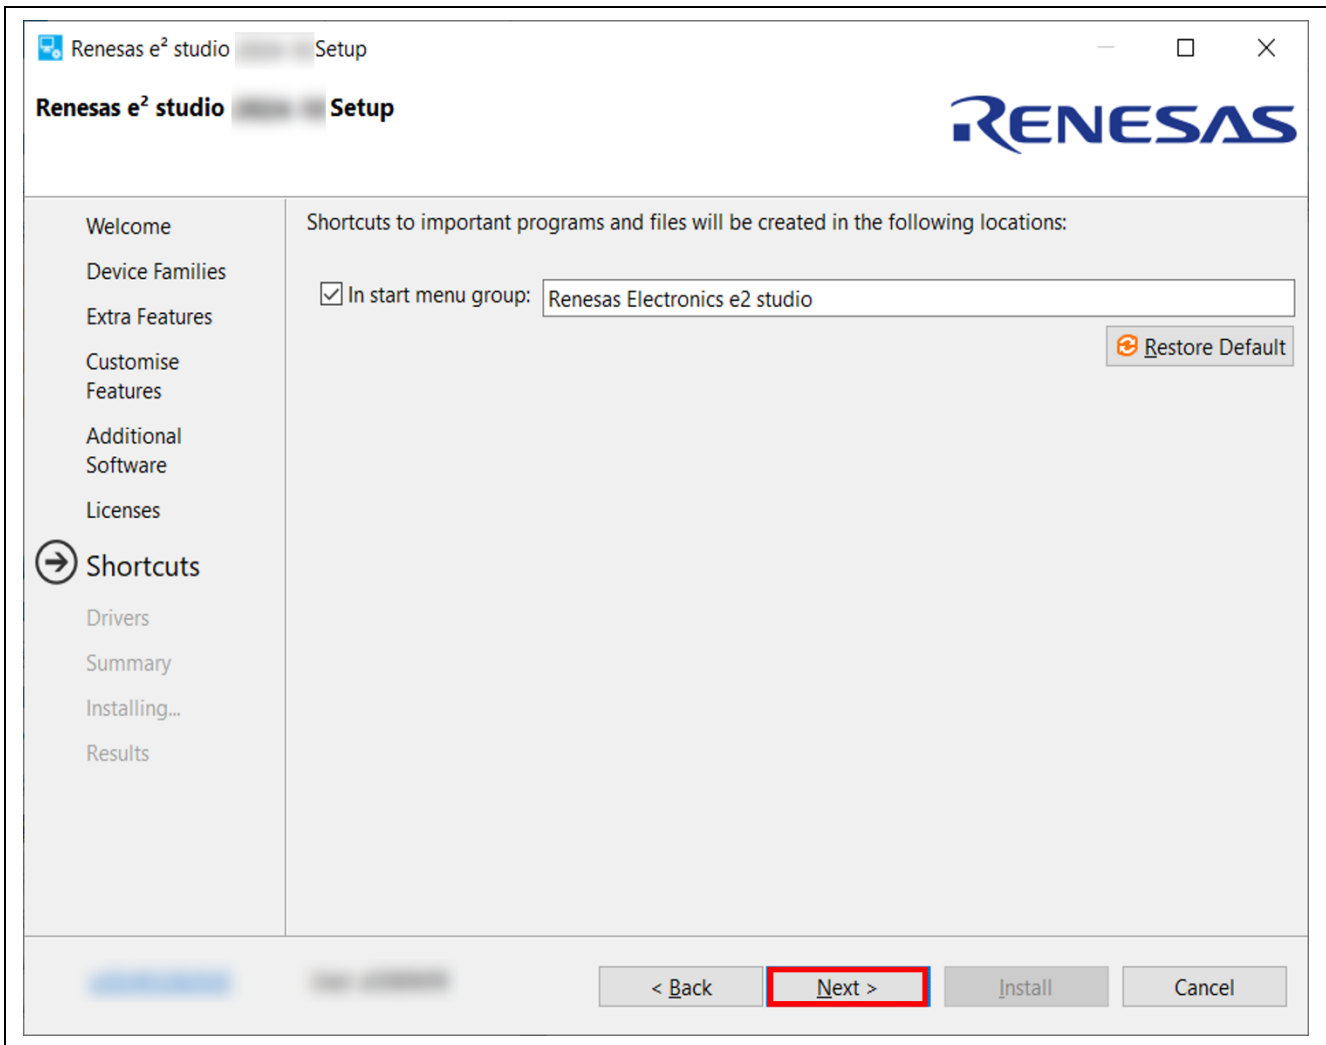 Renesas e² studio Setup
Renesas e² studio Setup
RENESAS
Welcome
Device Families
Extra Features
Customise
Features
Additional
Software
Licenses
Shortcuts
Drivers
Summary
Installing...
Results
Shortcuts to important programs and files will be created in the following locations:
In start menu group: Renesas Electronics e2 studio
Restore Default
< Back Next > Install Cancel